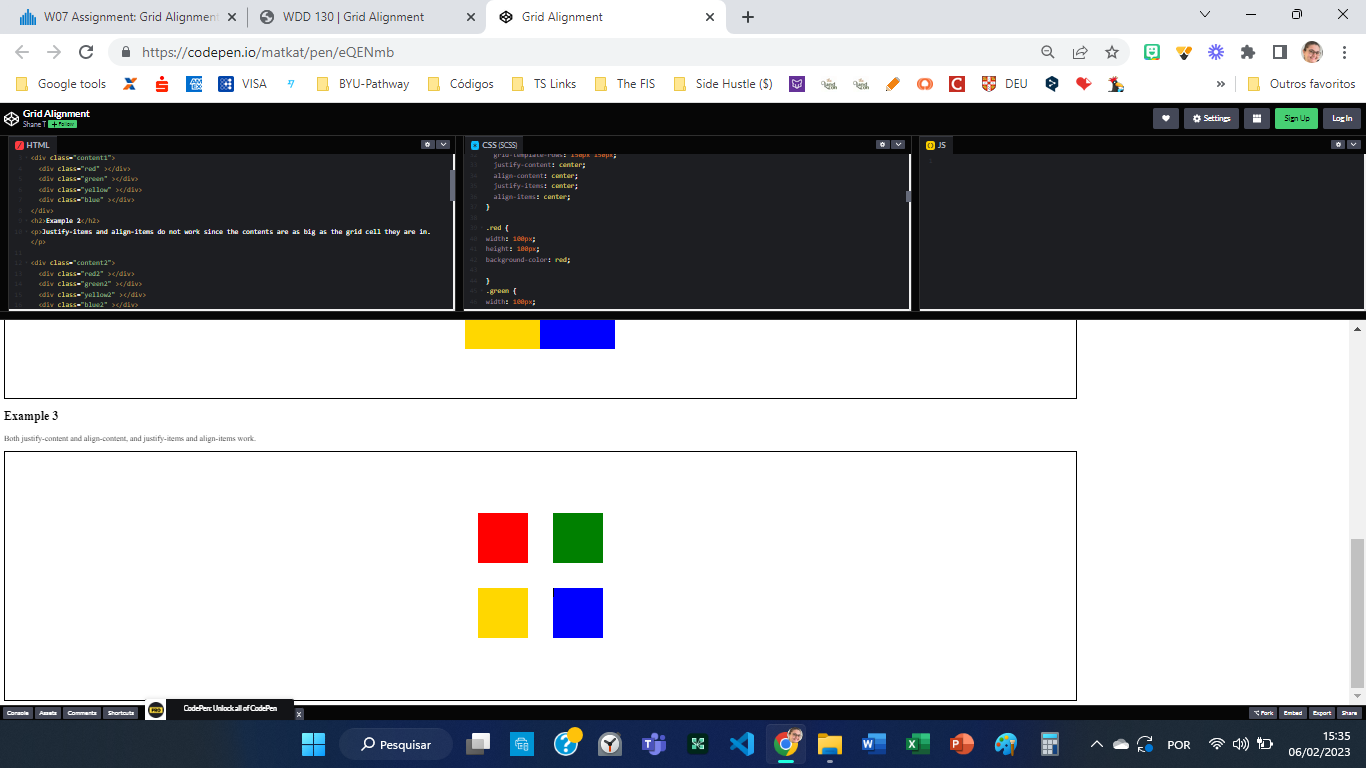 W07 Assignment: Grid Alignment
WDD 130 | Grid Alignment
Grid Alignment
https://codepen.io/matkat/pen/eQENmb
Google tools
VISA
BYU-Pathway
Códigos
TS Links
The FIS
Side Hustle ($)
DEU
Outros favoritos
Grid Alignment
Shane T + Follow
Settings
Sign Up
Log In
HTML
<div class="content1">
<div class="red" ></div>
<div class="green" ></div>
<div class="yellow" ></div>
<div class="blue" ></div>
</div>
<h2>Example 2</h2>
<p>Justify-items and align-items do not work since the contents are as big as the grid cell they are in.
</p>
<div class="content2">
<div class="red2" ></div>
<div class="green2" ></div>
<div class="yellow2" ></div>
<div class="blue2" ></div>
CSS (SCSS)
grid-template-rows: 150px 150px;
justify-content: center;
align-content: center;
justify-items: center;
align-items: center;
}
.red {
width: 100px;
height: 100px;
background-color: red;
}
.green {
width: 100px;
JS
Example 3
Both justify-content and align-content, and justify-items and align-items work.
Console
Assets
Comments
Shortcuts
PRO
CodePen: Unlock all of CodePen
Fork
Embed
Export
Share
Pesquisar
POR
15:35
06/02/2023